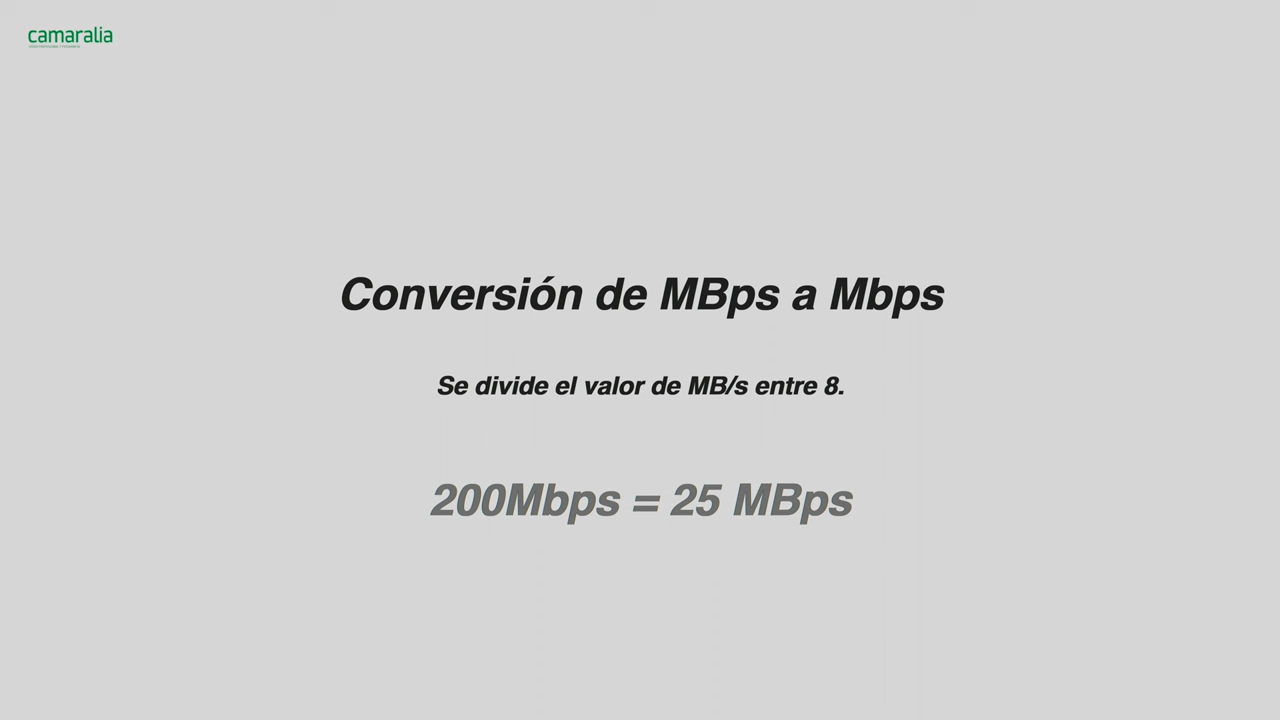 camaralia
Conversión de MBps a Mbps
Se divide el valor de MB/s entre 8.
200Mbps = 25 MBps